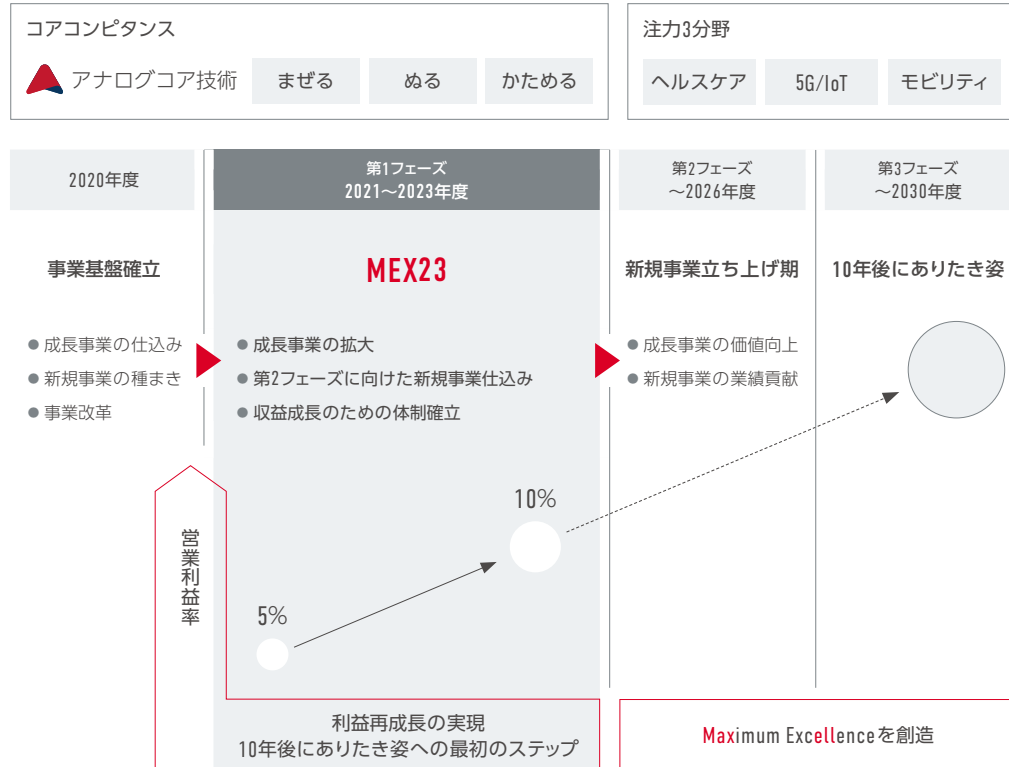 コアコンピタンス
アナログコア技術
まぜる
ぬる
かためる
注力3分野
ヘルスケア
5G/IoT
モビリティ
2020年度
第1フェーズ
2021～2023年度
第2フェーズ
～2026年度
第3フェーズ
～2030年度
事業基盤確立
MEX23
新規事業立ち上げ期
10年後にありたき姿
● 成長事業の仕込み
● 新規事業の種まき
● 事業改革
● 成長事業の拡大
● 第2フェーズに向けた新規事業仕込み
● 収益成長のための体制確立
● 成長事業の価値向上
● 新規事業の業績貢献
営業利益率
5%
10%
利益再成長の実現
10年後にありたき姿への最初のステップ
Maximum Excellenceを創造